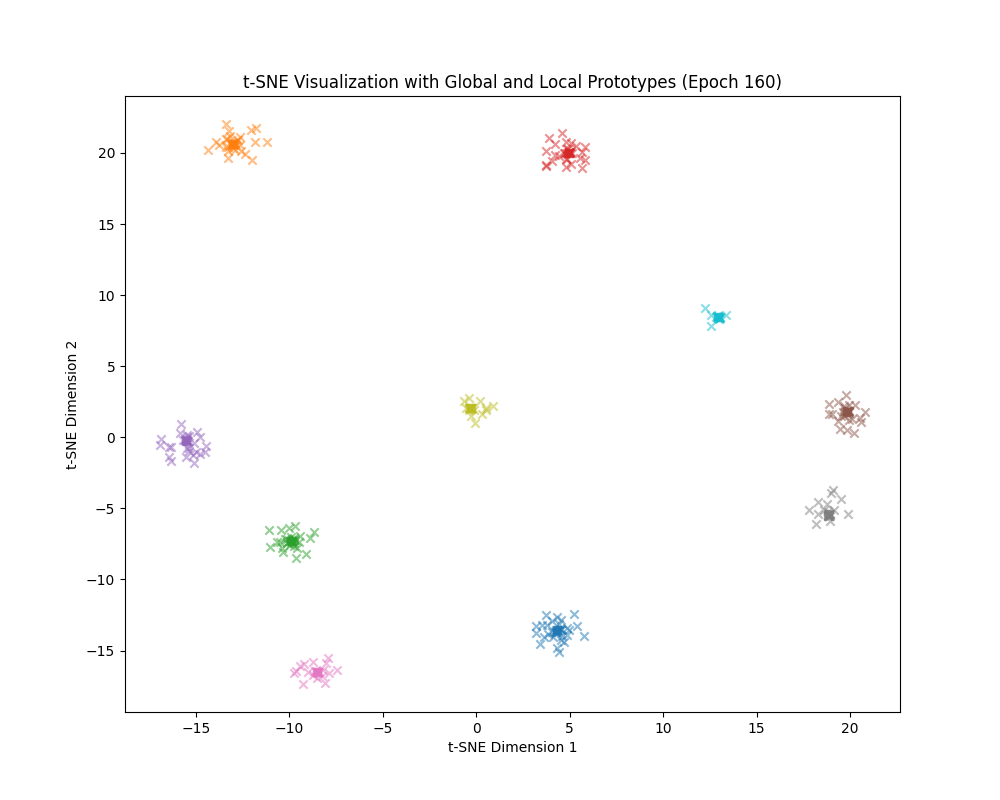 t-SNE Visualization with Global and Local Prototypes (Epoch 160)
20
15
10
5
0
−5
−10
−15
t-SNE Dimension 2
−15 −10 −5 0 5 10 15 20
t-SNE Dimension 1